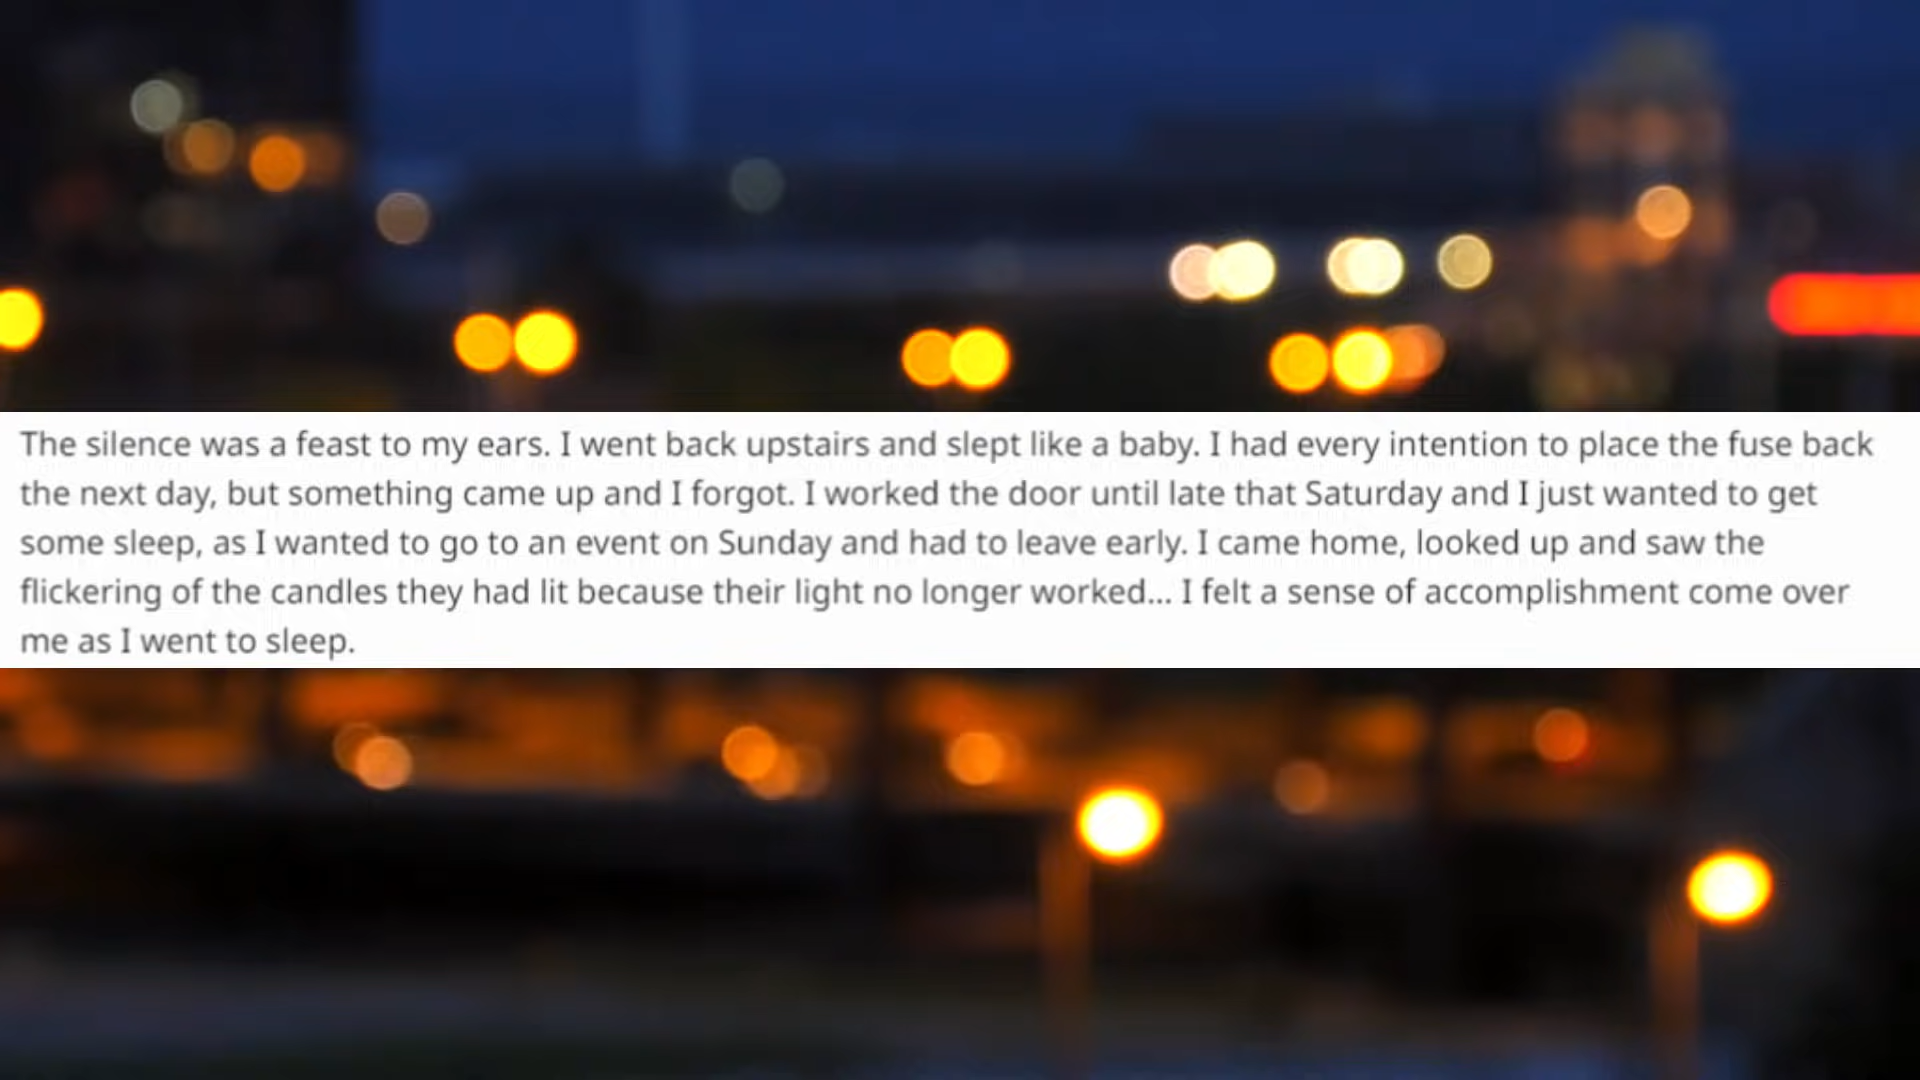 The silence was a feast to my ears. I went back upstairs and slept like a baby. I had every intention to place the fuse back
the next day, but something came up and I forgot. I worked the door until late that Saturday and I just wanted to get
some sleep, as I wanted to go to an event on Sunday and had to leave early. I came home, looked up and saw the
flickering of the candles they had lit because their light no longer worked... I felt a sense of accomplishment come over
me as I went to sleep.